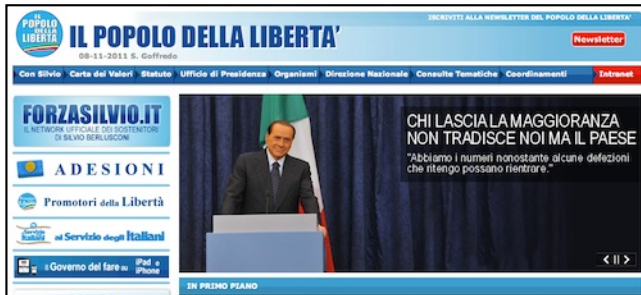 POPOLO
DELLA
LIBERTÀ
IL POPOLO DELLA LIBERTA'
08-11-2011 S. Goffredo
ISCRIVITI ALLA NEWSLETTER DEL POPOLO DELLA LIBERTA'
Newsletter
Con Silvio Carta dei Valori Statuto Ufficio di Presidenza Organismi Direzione Nazionale Consulte Tematiche Coordinamenti Intranet
FORZASILVIO.IT
IL NETWORK UFFICIALE DEI SOSTENITORI
DI SILVIO BERLUSCONI
ADESIONI
Promotori della Libertà
Servizio
Italiani
ai Servizio degli Italiani
il Governo del fare su iPad e
iPhone
CHI LASCIA LA MAGGIORANZA
NON TRADISCE NOI MA IL PAESE
"Abbiamo i numeri nonostante alcune defezioni
che ritengo possano rientrare."
IN PRIMO PIANO